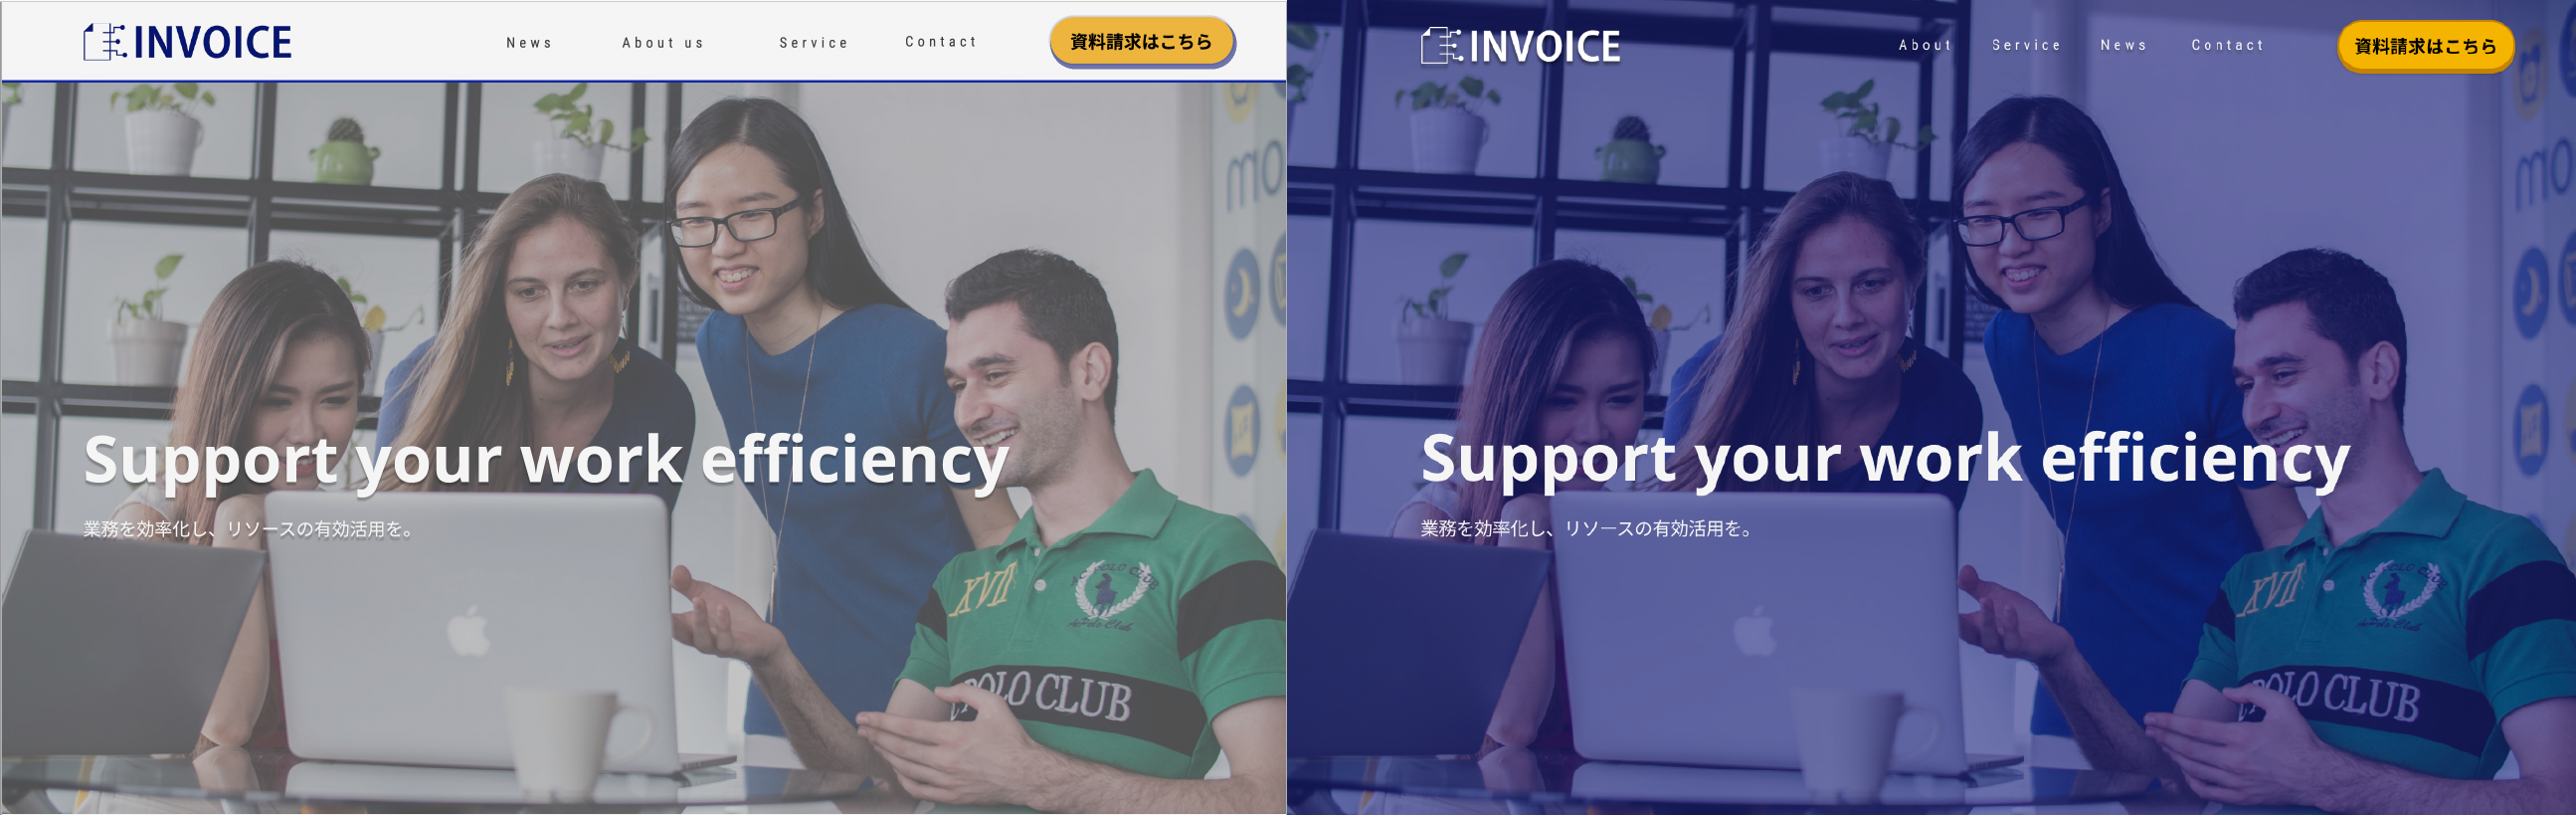 INVOICE
News
About us
Service
Contact
資料請求はこちら
mo
Support your work efficiency
業務を効率化し、リソースの有効活用を。
XVII
POLO CLUB
POLO CLUB
INVOICE
About
Service
News
Contact
資料請求はこちら
mo
Support your work efficiency
業務を効率化し、リソースの有効活用を。
XVII
POLO CLUB
POLO CLUB